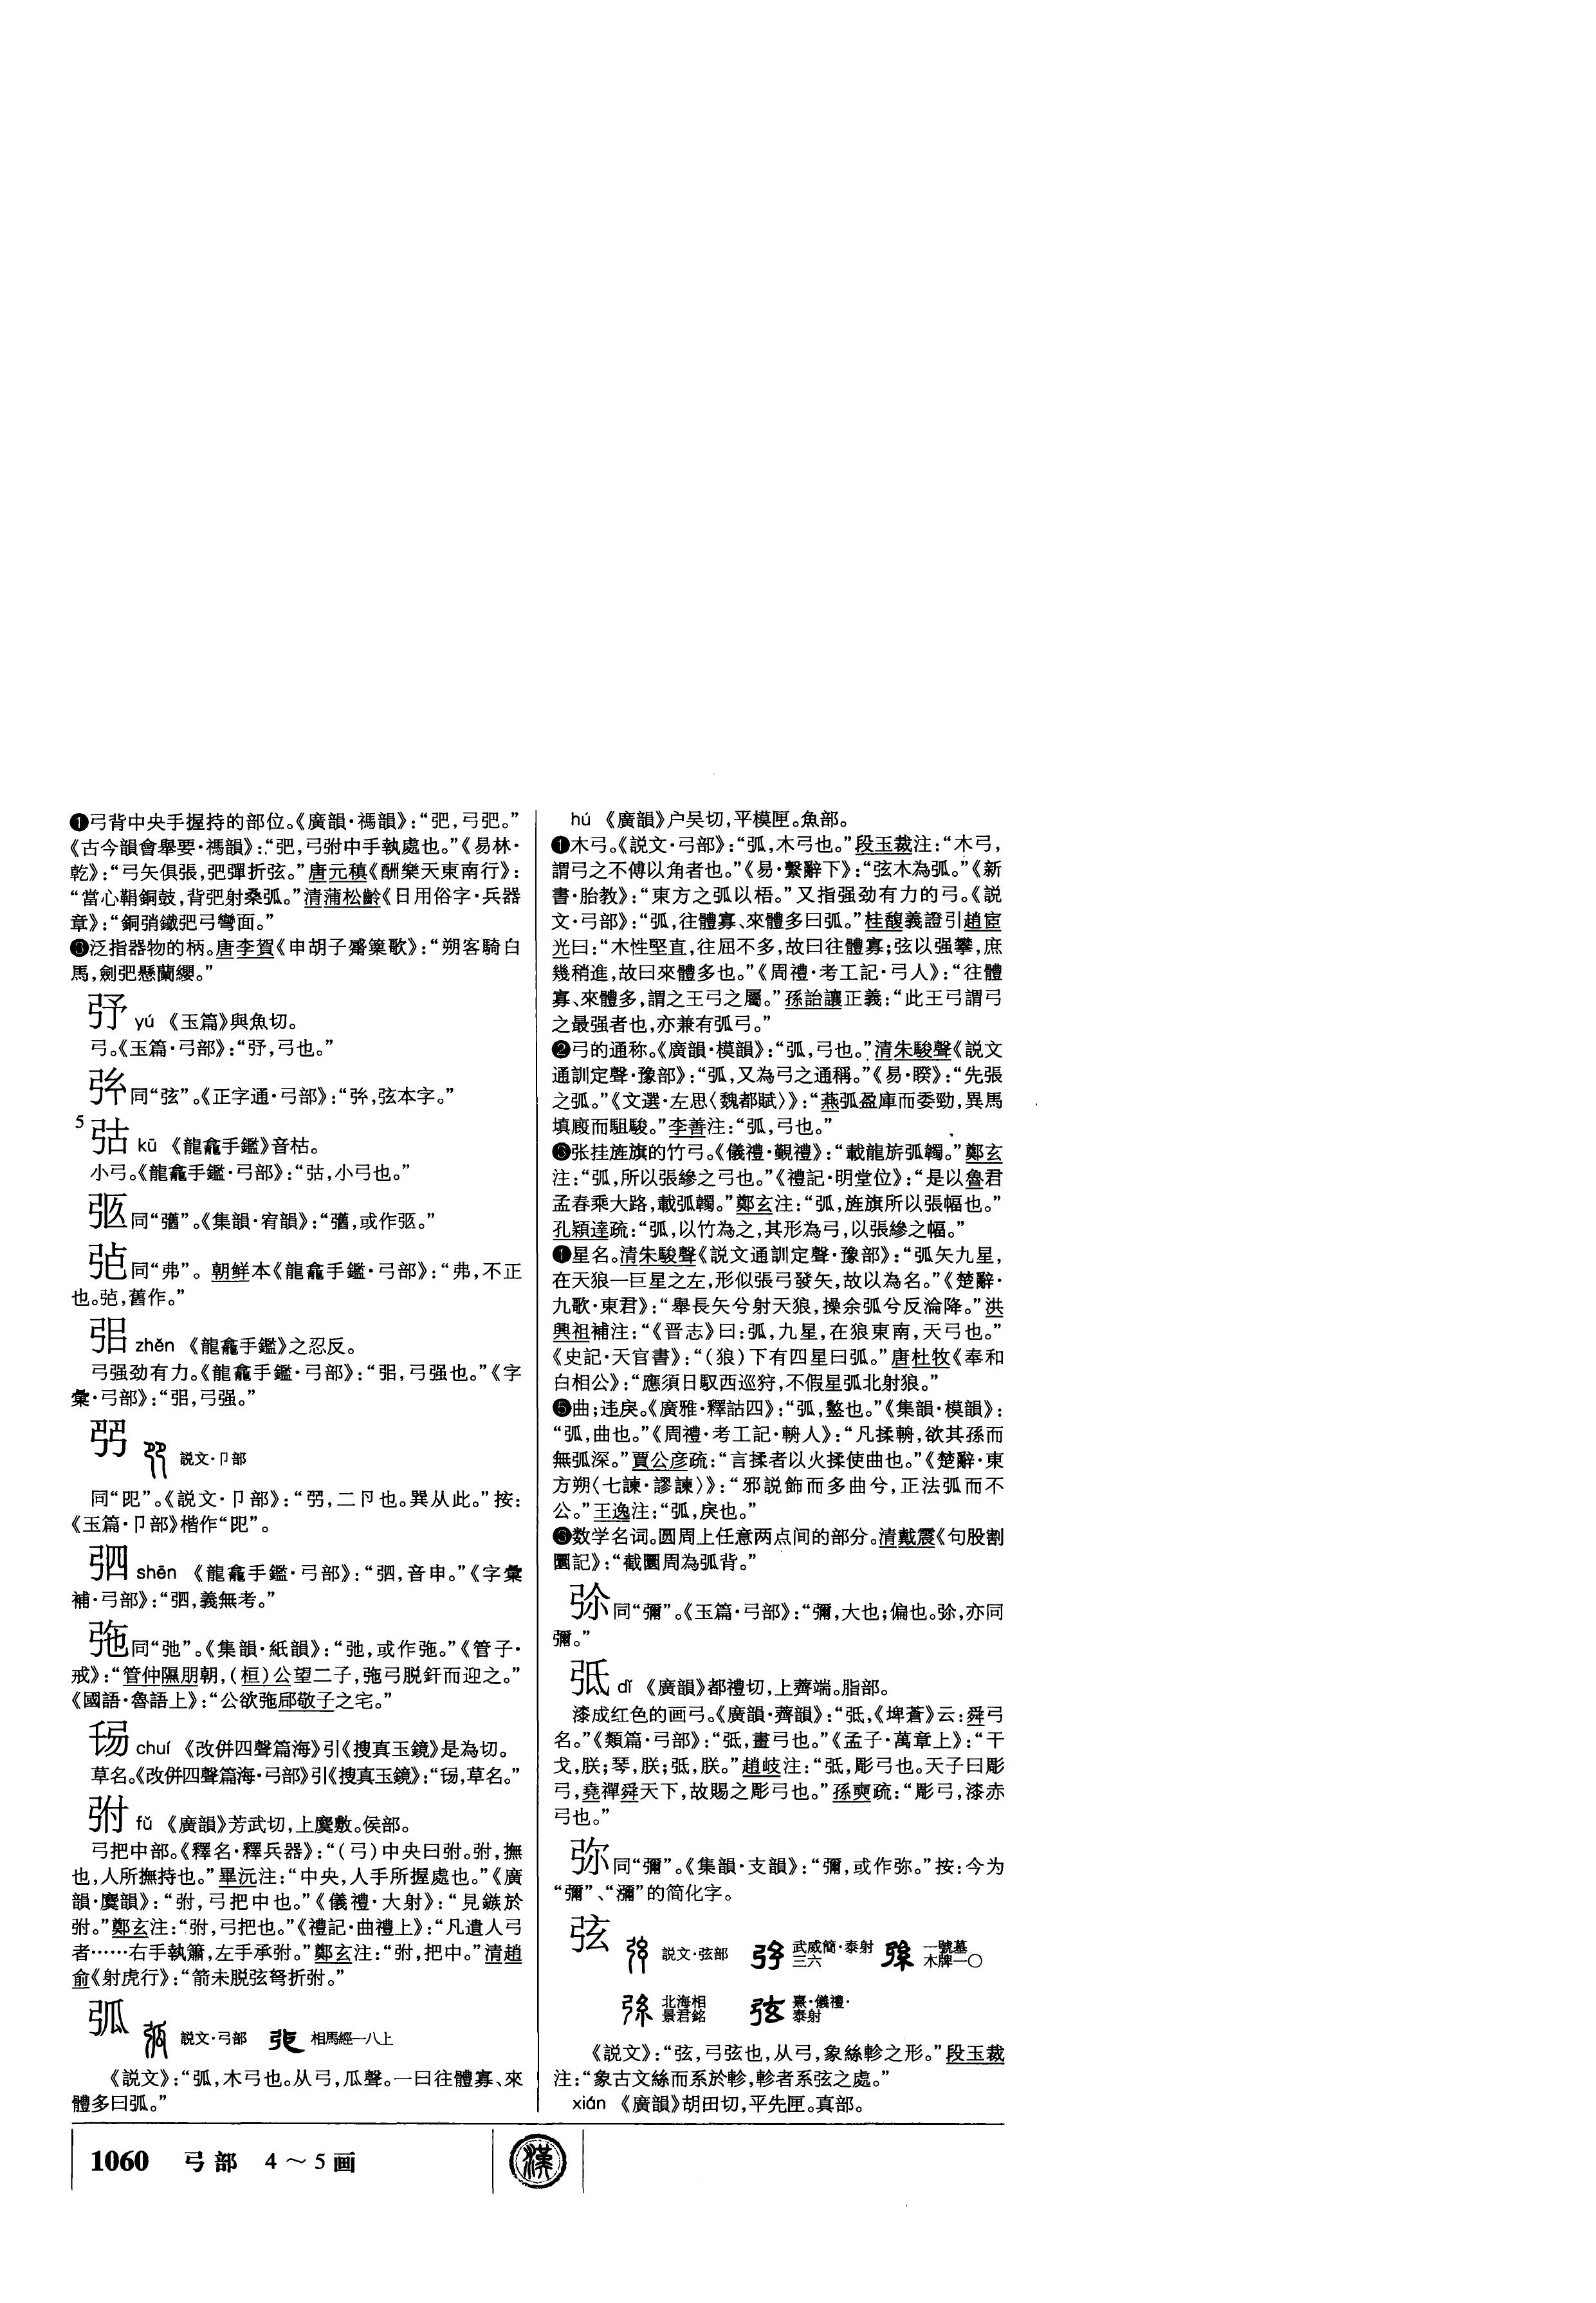 ❶弓背中央手握持的部位。《廣韻·禡韻》：“弝，弓弝。”
《古今韻會舉要·禡韻》：“弝，弓弣中手執處也。”《易林·
乾》：“弓矢俱張，弝彈折弦。”唐元稹《酬樂天東南行》：
“當心鞙銅鼓，背弝射桑弧。”清蒲松齡《日用俗字·兵器
章》：“銅弰鐵弝弓彎面。”
❷泛指器物的柄。唐李賀《申胡子觱篥歌》：“朔客騎白
馬，劍弝懸蘭纓。”
㺭 yú 《玉篇》與魚切。
弓。《玉篇·弓部》：“，弓也。”
同“弦”。《正字通·弓部》：“，弦本字。”
5
𢎵 kū 《龍龕手鑑》音枯。
小弓。《龍龕手鑑·弓部》：“，小弓也。”
同“”。《集韻·宥韻》：“，或作。”
同“弗”。朝鲜本《龍龕手鑑·弓部》：“弗，不正
也。，舊作。”
zhěn 《龍龕手鑑》之忍反。
弓强劲有力。《龍龕手鑑·弓部》：“，弓强也。”《字
彙·弓部》：“，弓强。”
説文·卩部
同“㔾”。《説文·卩部》：“，二卪也。巽从此。”按：
《玉篇·卩部》楷作“”。
shēn 《龍龕手鑑·弓部》：“，音申。”《字彙
補·弓部》：“，義無考。”
㢮同“弛”。《集韻·紙韻》：“弛，或作㢮。”《管子·
戒》：“管仲隰朋朝，（桓）公望二子，㢮弓脱釬而迎之。”
《國語·魯語上》：“公欲㢮郈敬子之宅。”
chuí 《改併四聲篇海》引《搜真玉鏡》是為切。
草名。《改併四聲篇海·弓部》引《搜真玉鏡》：“，草名。”
弣 fǔ 《廣韻》芳武切，上麌敷。侯部。
弓把中部。《釋名·釋兵器》：“（弓）中央曰弣。弣，撫
也，人所撫持也。”畢沅注：“中央，人手所握處也。”《廣
韻·麌韻》：“弣，弓把中也。”《儀禮·大射》：“見鏃於
弣。”鄭玄注：“弣，弓把也。”《禮記·曲禮上》：“凡遺人弓
者……右手執簫，左手承弣。”鄭玄注：“弣，把中。”清趙
俞《射虎行》：“箭未脱弦弩折弣。”
弧 説文·弓部 相馬經一八上
《説文》：“弧，木弓也。从弓，瓜聲。一曰往體寡、來
體多曰弧。”
hú 《廣韻》户吴切，平模匣。魚部。
❶木弓。《説文·弓部》：“弧，木弓也。”段玉裁注：“木弓，
謂弓之不傅以角者也。”《易·繫辭下》：“弦木為弧。”《新
書·胎教》：“東方之弧以梧。”又指强劲有力的弓。《説
文·弓部》：“弧，往體寡、來體多曰弧。”桂馥義證引趙宧
光曰：“木性堅直，往屈不多，故曰往體寡；弦以强攀，庶
幾稍進，故曰來體多也。”《周禮·考工記·弓人》：“往體
寡、來體多，謂之王弓之屬。”孫詒讓正義：“此王弓謂弓
之最强者也，亦兼有弧弓。”
❷弓的通称。《廣韻·模韻》：“弧，弓也。”清朱駿聲《説文
通訓定聲·豫部》：“弧，又為弓之通稱。”《易·睽》：“先張
之弧。”《文選·左思〈魏都賦〉》：“燕弧盈庫而委勁，異馬
填廄而駔駿。”李善注：“弧，弓也。”
❸张挂旌旗的竹弓。《儀禮·覲禮》：“載龍旂弧韣。”鄭玄
注：“弧，所以張縿之弓也。”《禮記·明堂位》：“是以魯君
孟春乘大路，載弧韣。”鄭玄注：“弧，旌旗所以張幅也。”
孔穎達疏：“弧，以竹為之，其形為弓，以張縿之幅。”
❹星名。清朱駿聲《説文通訓定聲·豫部》：“弧矢九星，
在天狼一巨星之左，形似張弓發矢，故以為名。”《楚辭·
九歌·東君》：“舉長矢兮射天狼，操余弧兮反淪降。”洪
興祖補注：“《晋志》曰：弧，九星，在狼東南，天弓也。”
《史記·天官書》：“（狼）下有四星曰弧。”唐杜牧《奉和
白相公》：“應須日馭西巡狩，不假星弧北射狼。”
❺曲；违戾。《廣雅·釋詁四》：“弧，盭也。”《集韻·模韻》：
“弧，曲也。”《周禮·考工記·輈人》：“凡揉輈，欲其孫而
無弧深。”賈公彦疏：“言揉者以火揉使曲也。”《楚辭·東
方朔〈七諫·謬諫〉》：“邪説飾而多曲兮，正法弧而不
公。”王逸注：“弧，戾也。”
❻数学名词。圆周上任意两点间的部分。清戴震《句股割
圜記》：“截圜周為弧背。”
㢱同“彌”。《玉篇·弓部》：“彌，大也；偏也。㢱，亦同
彌。”
弤 dǐ 《廣韻》都禮切，上薺端。脂部。
漆成红色的画弓。《廣韻·薺韻》：“弤，《埤蒼》云：舜弓
名。”《類篇·弓部》：“弤，畫弓也。”《孟子·萬章上》：“干
戈，朕；琴，朕；弤，朕。”趙岐注：“弤，彫弓也。天子曰彫
弓，堯禪舜天下，故賜之彫弓也。”孫奭疏：“彫弓，漆赤
弓也。”
弥同“彌”。《集韻·支韻》：“彌，或作弥。”按：今为
“彌”、“瀰”的简化字。
弦 説文·弦部 武威簡·泰射三六 一號墓木牌一〇
北海相景君銘 熹·儀禮·泰射
《説文》：“弦，弓弦也，从弓，象絲軫之形。”段玉裁
注：“象古文絲而系於軫，軫者系弦之處。”
xián 《廣韻》胡田切，平先匣。真部。
1060 弓部 4～5画
漢